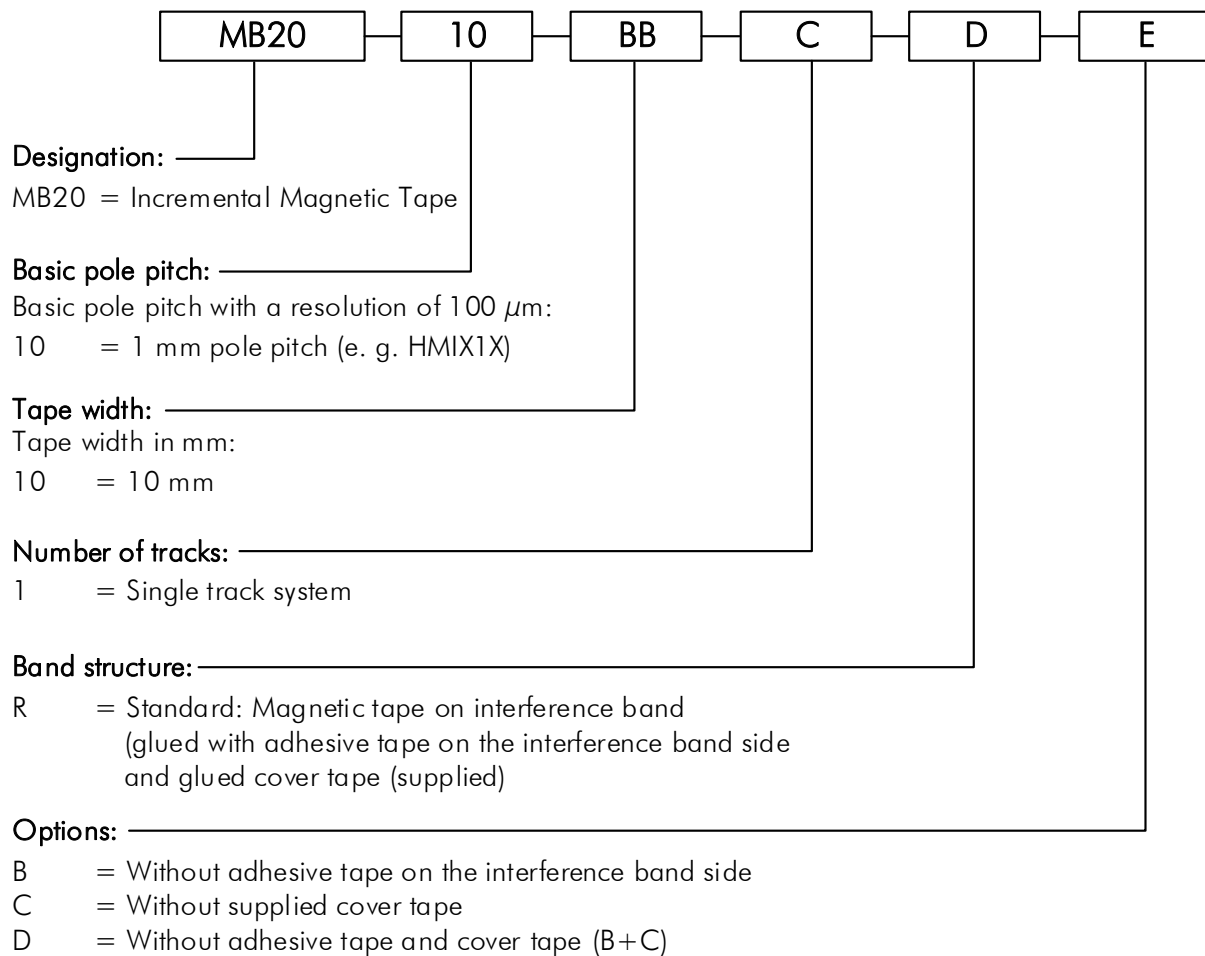 MB20 10 BB C D E
Designation:
MB20 = Incremental Magnetic Tape
Basic pole pitch:
Basic pole pitch with a resolution of 100 µm:
10 = 1 mm pole pitch (e. g. HMIX1X)
Tape width:
Tape width in mm:
10 = 10 mm
Number of tracks:
1 = Single track system
Band structure:
R = Standard: Magnetic tape on interference band
(glued with adhesive tape on the interference band side
and glued cover tape (supplied)
Options:
B = Without adhesive tape on the interference band side
C = Without supplied cover tape
D = Without adhesive tape and cover tape (B+C)